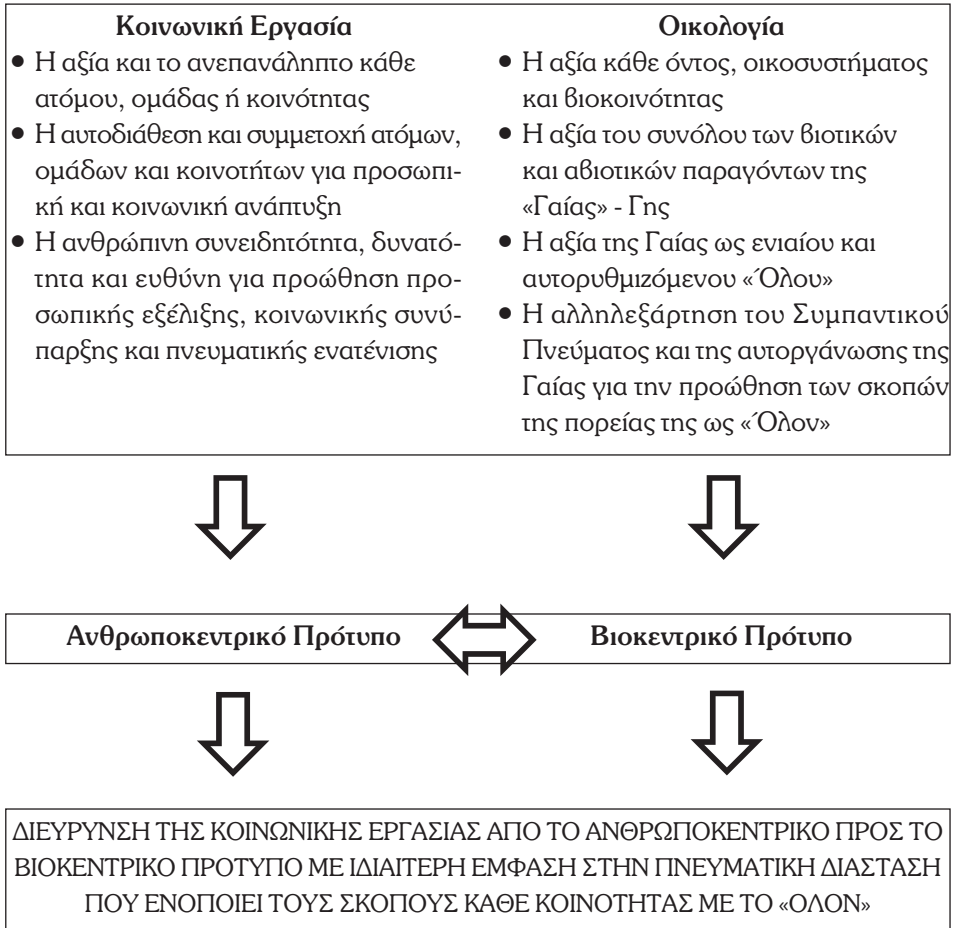 Κοινωνική Εργασία
● Η αξία και το ανεπανάληπτο κάθε
ατόμου, ομάδας ή κοινότητας
● Η αυτοδιάθεση και συμμετοχή ατόμων,
ομάδων και κοινοτήτων για προσωπι-
κή και κοινωνική ανάπτυξη
● Η ανθρώπινη συνειδητότητα, δυνατό-
τητα και ευθύνη για προώθηση προ-
σωπικής εξέλιξης, κοινωνικής συνύ-
παρξης και πνευματικής ενατένισης
Οικολογία
● Η αξία κάθε όντος, οικοσυστήματος
και βιοκοινότητας
● Η αξία του συνόλου των βιοτικών
και αβιοτικών παραγόντων της
«Γαίας» - Γης
● Η αξία της Γαίας ως ενιαίου και
αυτορυθμιζόμενου «Όλου»
● Η αλληλεξάρτηση του Συμπαντικού
Πνεύματος και της αυτοργάνωσης της
Γαίας για την προώθηση των σκοπών
της πορείας της ως «Όλον»
Ανθρωποκεντρικό Πρότυπο
Βιοκεντρικό Πρότυπο
ΔΙΕΥΡΥΝΣΗ ΤΗΣ ΚΟΙΝΩΝΙΚΗΣ ΕΡΓΑΣΙΑΣ ΑΠΟ ΤΟ ΑΝΘΡΩΠΟΚΕΝΤΡΙΚΟ ΠΡΟΣ ΤΟ
ΒΙΟΚΕΝΤΡΙΚΟ ΠΡΟΤΥΠΟ ΜΕ ΙΔΙΑΙΤΕΡΗ ΕΜΦΑΣΗ ΣΤΗΝ ΠΝΕΥΜΑΤΙΚΗ ΔΙΑΣΤΑΣΗ
ΠΟΥ ΕΝΟΠΟΙΕΙ ΤΟΥΣ ΣΚΟΠΟΥΣ ΚΑΘΕ ΚΟΙΝΟΤΗΤΑΣ ΜΕ ΤΟ «ΟΛΟΝ»